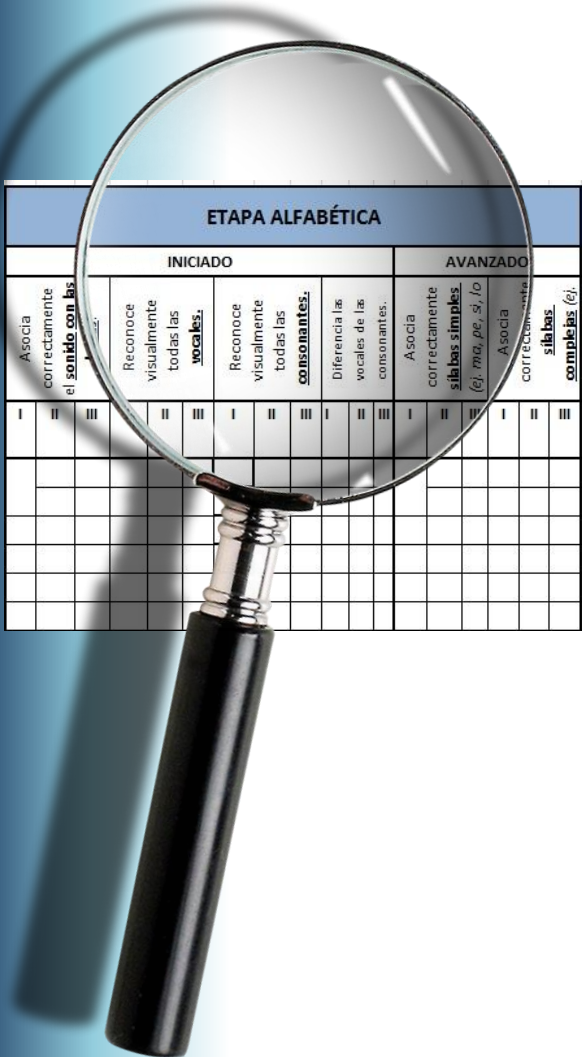 ETAPA ALFABÉTICA
INICIADO
AVANZADO
Asocia
correctamente
el sonido con las
Reconoce
visualmente
todas las
vocales.
Reconoce
visualmente
todas las
consonantes.
Diferencia las
vocales de las
consonantes.
Asocia
correctamente
sílabas simples
(ej. ma, pe, si, lo
Asocia
correctamente
sílabas
complejas (ej.
I II III II III I II III I II III I II III I II III